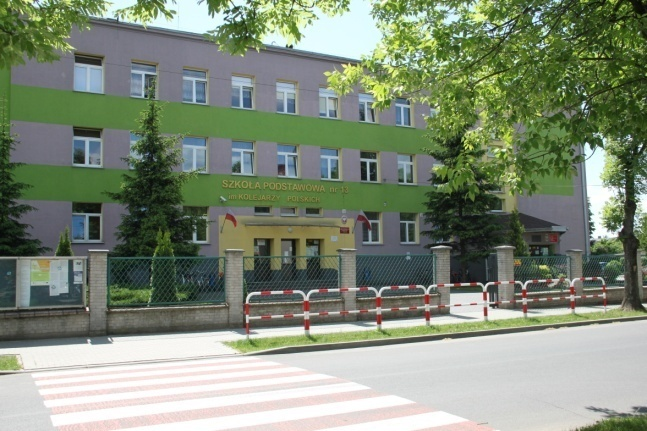 SZKOŁA PODSTAWOWA nr 13
im KOLEJARZY POLSKICH